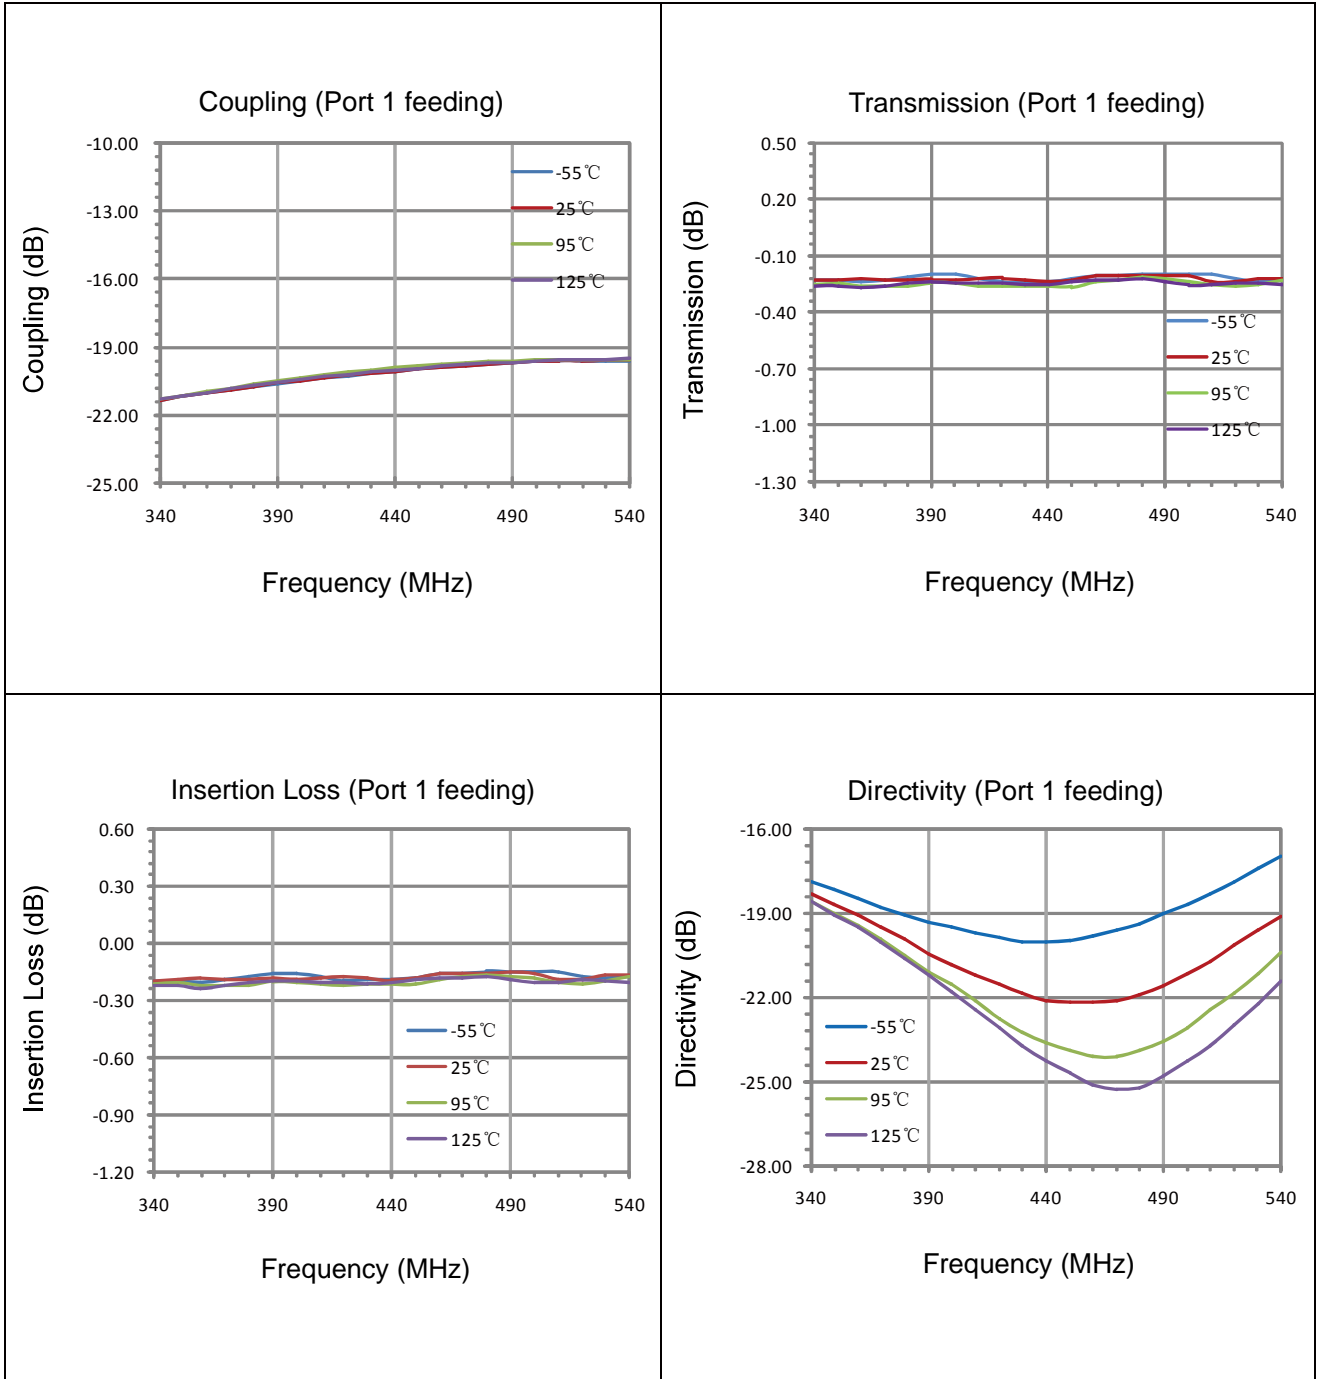 Coupling (Port 1 feeding)
Coupling (dB)
-10.00
-13.00
-16.00
-19.00
-22.00
-25.00
-55℃
25℃
95℃
125℃
340 390 440 490 540
Frequency (MHz)
Transmission (Port 1 feeding)
Transmission (dB)
0.50
0.20
-0.10
-0.40
-0.70
-1.00
-1.30
-55℃
25℃
95℃
125℃
340 390 440 490 540
Frequency (MHz)
Insertion Loss (Port 1 feeding)
Insertion Loss (dB)
0.60
0.30
0.00
-0.30
-0.60
-0.90
-1.20
-55℃
25℃
95℃
125℃
340 390 440 490 540
Frequency (MHz)
Directivity (Port 1 feeding)
Directivity (dB)
-16.00
-19.00
-22.00
-25.00
-28.00
-55℃
25℃
95℃
125℃
340 390 440 490 540
Frequency (MHz)